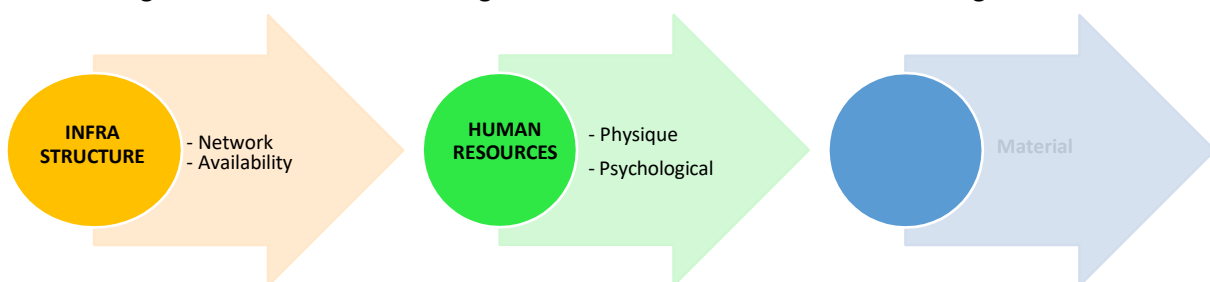 INFRA
STRUCTURE
- Network
- Availability
HUMAN
RESOURCES
- Physique
- Psychological
Material